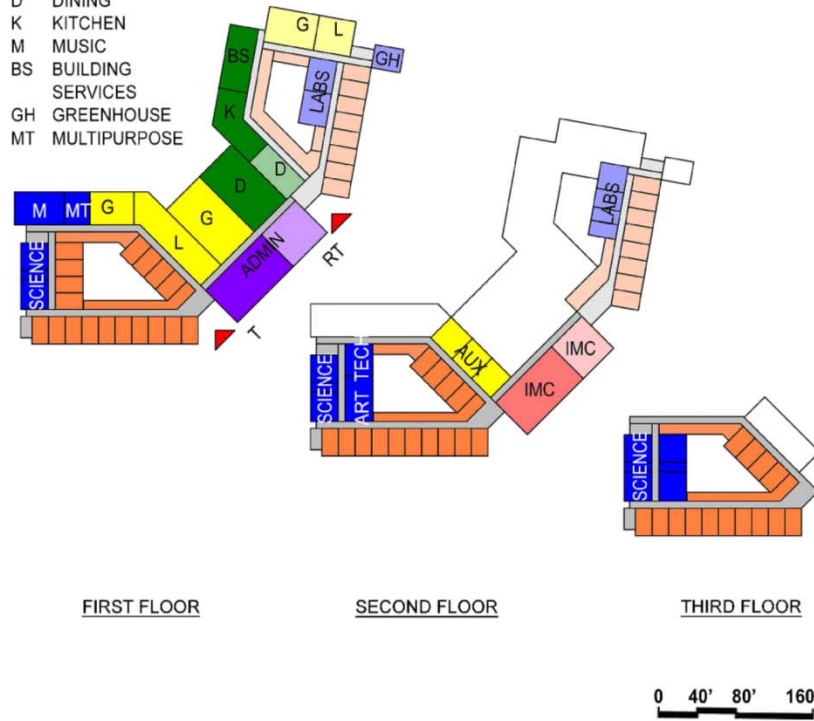 D DINING
K KITCHEN
M MUSIC
BS BUILDING
SERVICES
GH GREENHOUSE
MT MULTIPURPOSE
G L
BS
GH
LABS
K
D
D
M MT G
G
L
ADMIN
RT
SCIENCE
T
LABS
AUX
IMC
IMC
SCIENCE
ART TECH
SCIENCE
FIRST FLOOR SECOND FLOOR THIRD FLOOR
0 40' 80' 160